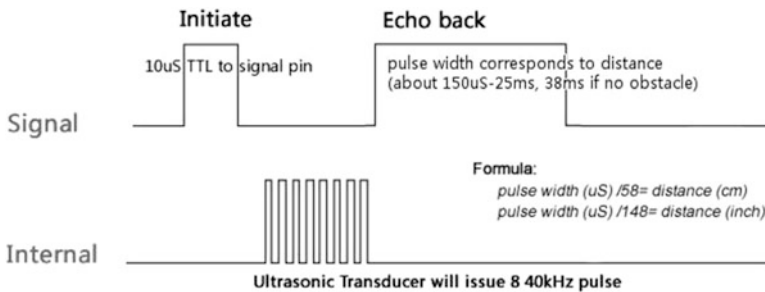 Initiate
Echo back
10uS TTL to signal pin
pulse width corresponds to distance
(about 150uS-25ms, 38ms if no obstacle)
Signal
Formula:
pulse width (uS) /58= distance (cm)
pulse width (uS) /148= distance (inch)
Internal
Ultrasonic Transducer will issue 8 40kHz pulse